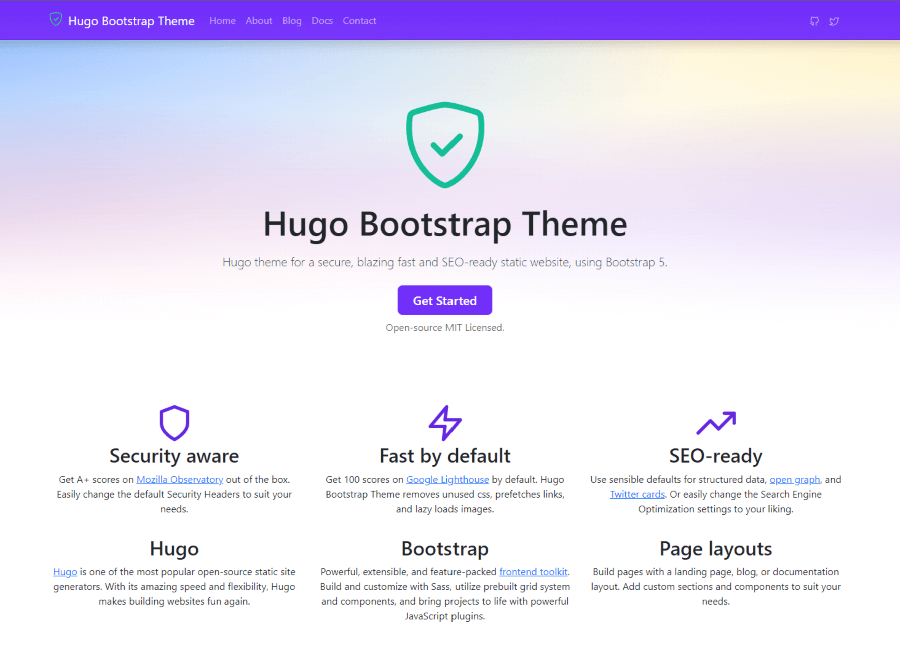 Hugo Bootstrap Theme Home About Blog Docs Contact
Hugo Bootstrap Theme
Hugo theme for a secure, blazing fast and SEO-ready static website, using Bootstrap 5.
Get Started
Open-source MIT Licensed.
Security aware
Get A+ scores on Mozilla Observatory out of the box.
Easily change the default Security Headers to suit your
needs.
Fast by default
Get 100 scores on Google Lighthouse by default. Hugo
Bootstrap Theme removes unused css, prefetches links,
and lazy loads images.
SEO-ready
Use sensible defaults for structured data, open graph, and
Twitter cards. Or easily change the Search Engine
Optimization settings to your liking.
Hugo
Hugo is one of the most popular open-source static site
generators. With its amazing speed and flexibility, Hugo
makes building websites fun again.
Bootstrap
Powerful, extensible, and feature-packed frontend toolkit.
Build and customize with Sass, utilize prebuilt grid system
and components, and bring projects to life with powerful
JavaScript plugins.
Page layouts
Build pages with a landing page, blog, or documentation
layout. Add custom sections and components to suit your
needs.